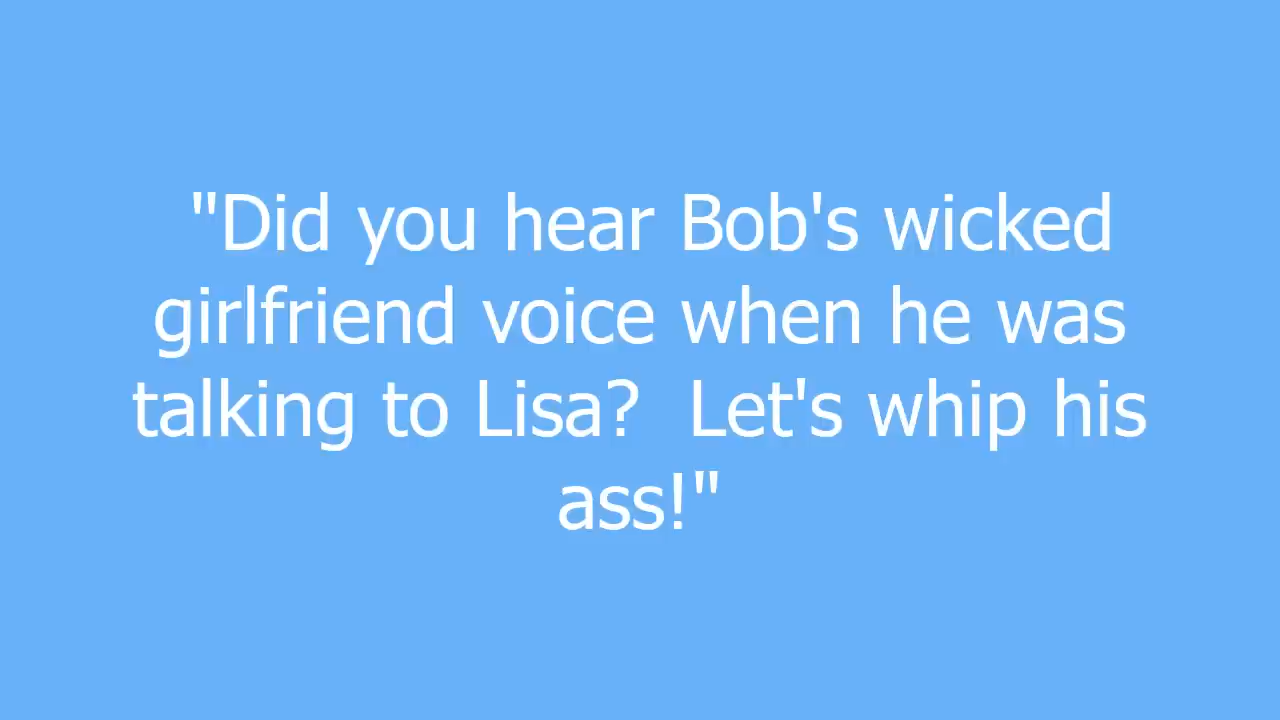 "Did you hear Bob's wicked
girlfriend voice when he was
talking to Lisa?  Let's whip his
ass!"